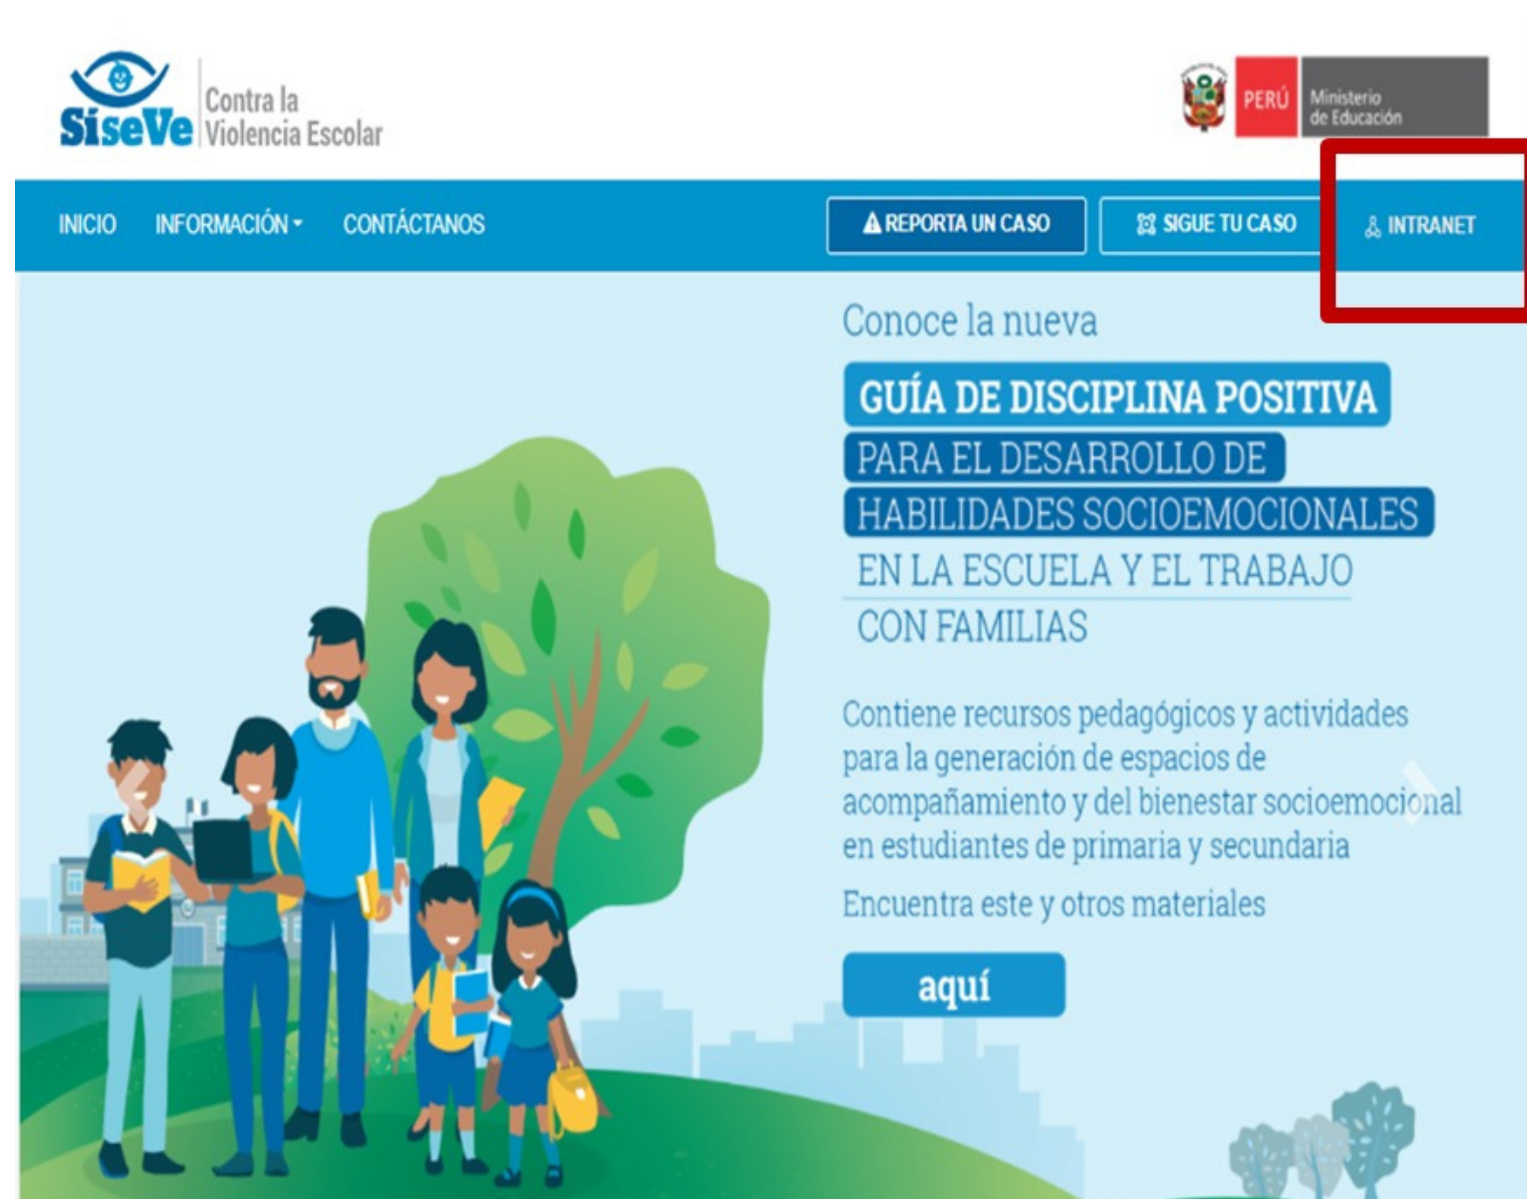 SíseVe
Contra la
Violencia Escolar
PERÚ
Ministerio
de Educación
INICIO
INFORMACIÓN
CONTÁCTANOS
REPORTA UN CASO
SIGUE TU CASO
INTRANET
Conoce la nueva
GUÍA DE DISCIPLINA POSITIVA
PARA EL DESARROLLO DE
HABILIDADES SOCIOEMOCIONALES
EN LA ESCUELA Y EL TRABAJO
CON FAMILIAS
Contiene recursos pedagógicos y actividades
para la generación de espacios de
acompañamiento y del bienestar socioemocional
en estudiantes de primaria y secundaria
Encuentra este y otros materiales
aquí